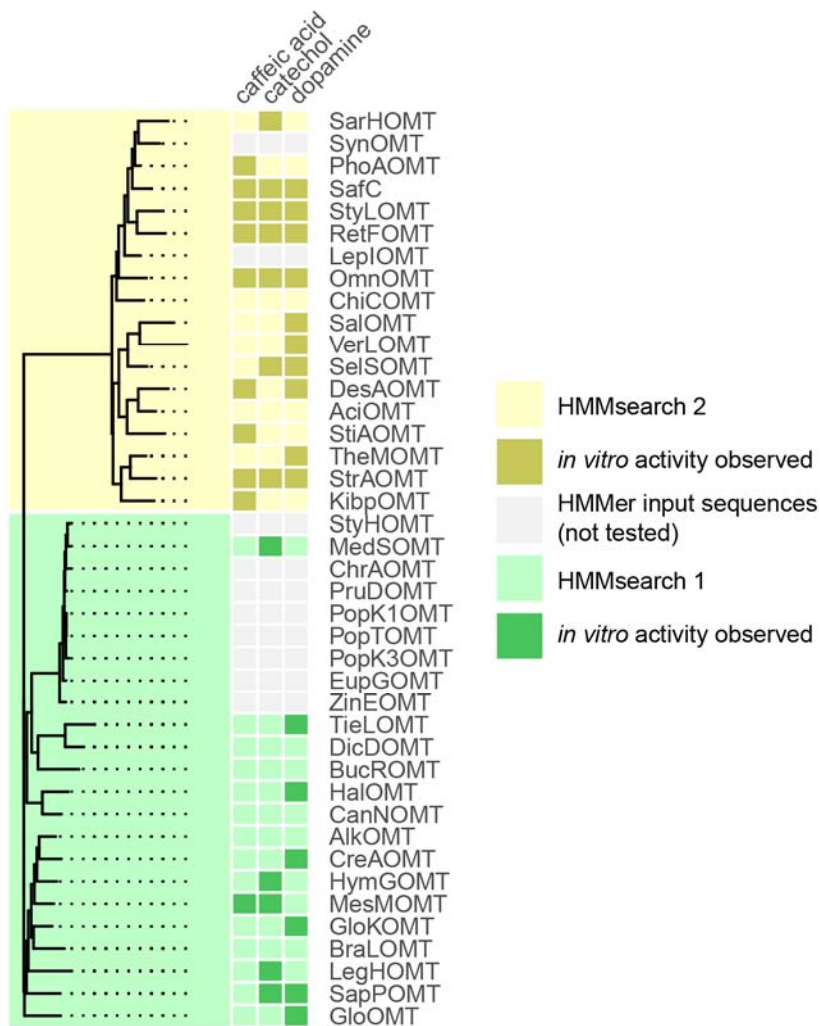 caffeic acid
catechol
dopamine
SarHOMT
SynOMT
PhoAOMT
SafC
StyLOMT
RetFOMT
LepIOMT
OmnOMT
ChiCOMT
SalOMT
VerLOMT
SelSOMT
DesAOMT
AciOMT
StiAOMT
TheMOMT
StrAOMT
KibpOMT
StyHOMT
MedSOMT
ChrAOMT
PruDOMT
PopK1OMT
PopTOMT
PopK3OMT
EupGOMT
ZinEOMT
TieLOMT
DicDOMT
BucROMT
HalOMT
CanNOMT
AlkOMT
CreAOMT
HymGOMT
MesMOMT
GloKOMT
BraLOMT
LegHOMT
SapPOMT
GloOMT
HMMsearch 2
in vitro activity observed
HMMer input sequences
(not tested)
HMMsearch 1
in vitro activity observed